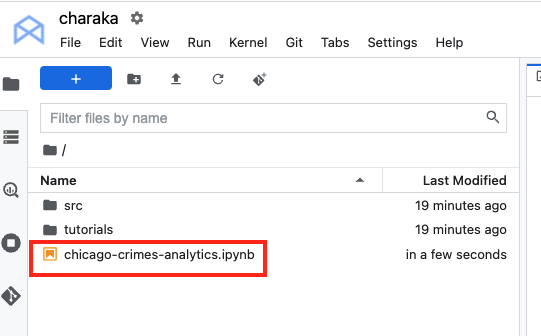 charaka
File Edit View Run Kernel Git Tabs Settings Help
+
Filter files by name
/
Name Last Modified
src 19 minutes ago
tutorials 19 minutes ago
chicago-crimes-analytics.ipynb in a few seconds